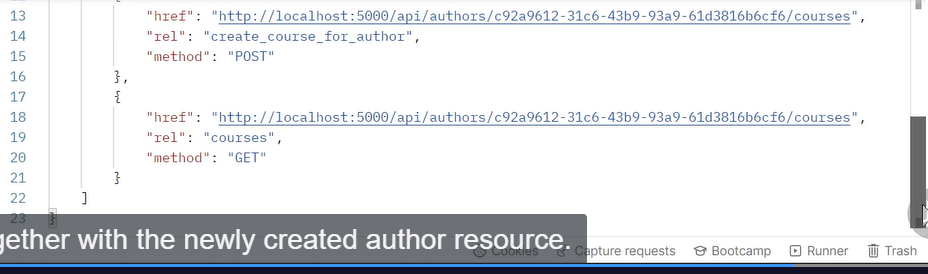 13 "href": "http://localhost:5000/api/authors/c92a9612-31c6-43b9-93a9-61d3816b6cf6/courses",
14 "rel": "create_course_for_author",
15 "method": "POST"
16 },
17 {
18 "href": "http://localhost:5000/api/authors/c92a9612-31c6-43b9-93a9-61d3816b6cf6/courses",
19 "rel": "courses",
20 "method": "GET"
21 }
22 ]
23 }
gether with the newly created author resource.
Cookies Capture requests Bootcamp Runner Trash